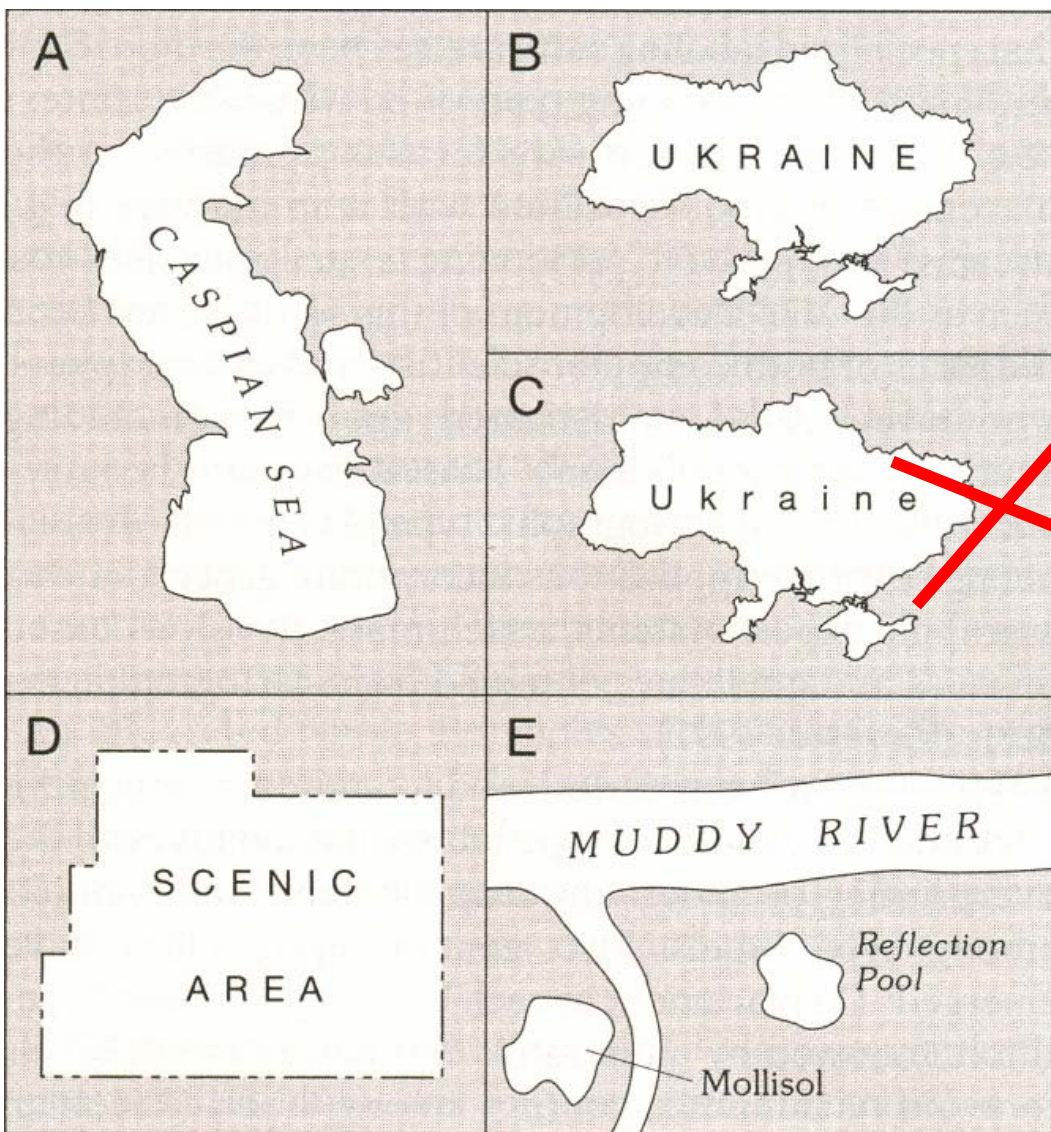 A
CASPIAN SEA
B
UKRAINE
C
Ukraine
D
SCENIC
AREA
E
MUDDY RIVER
Reflection
Pool
Mollisol